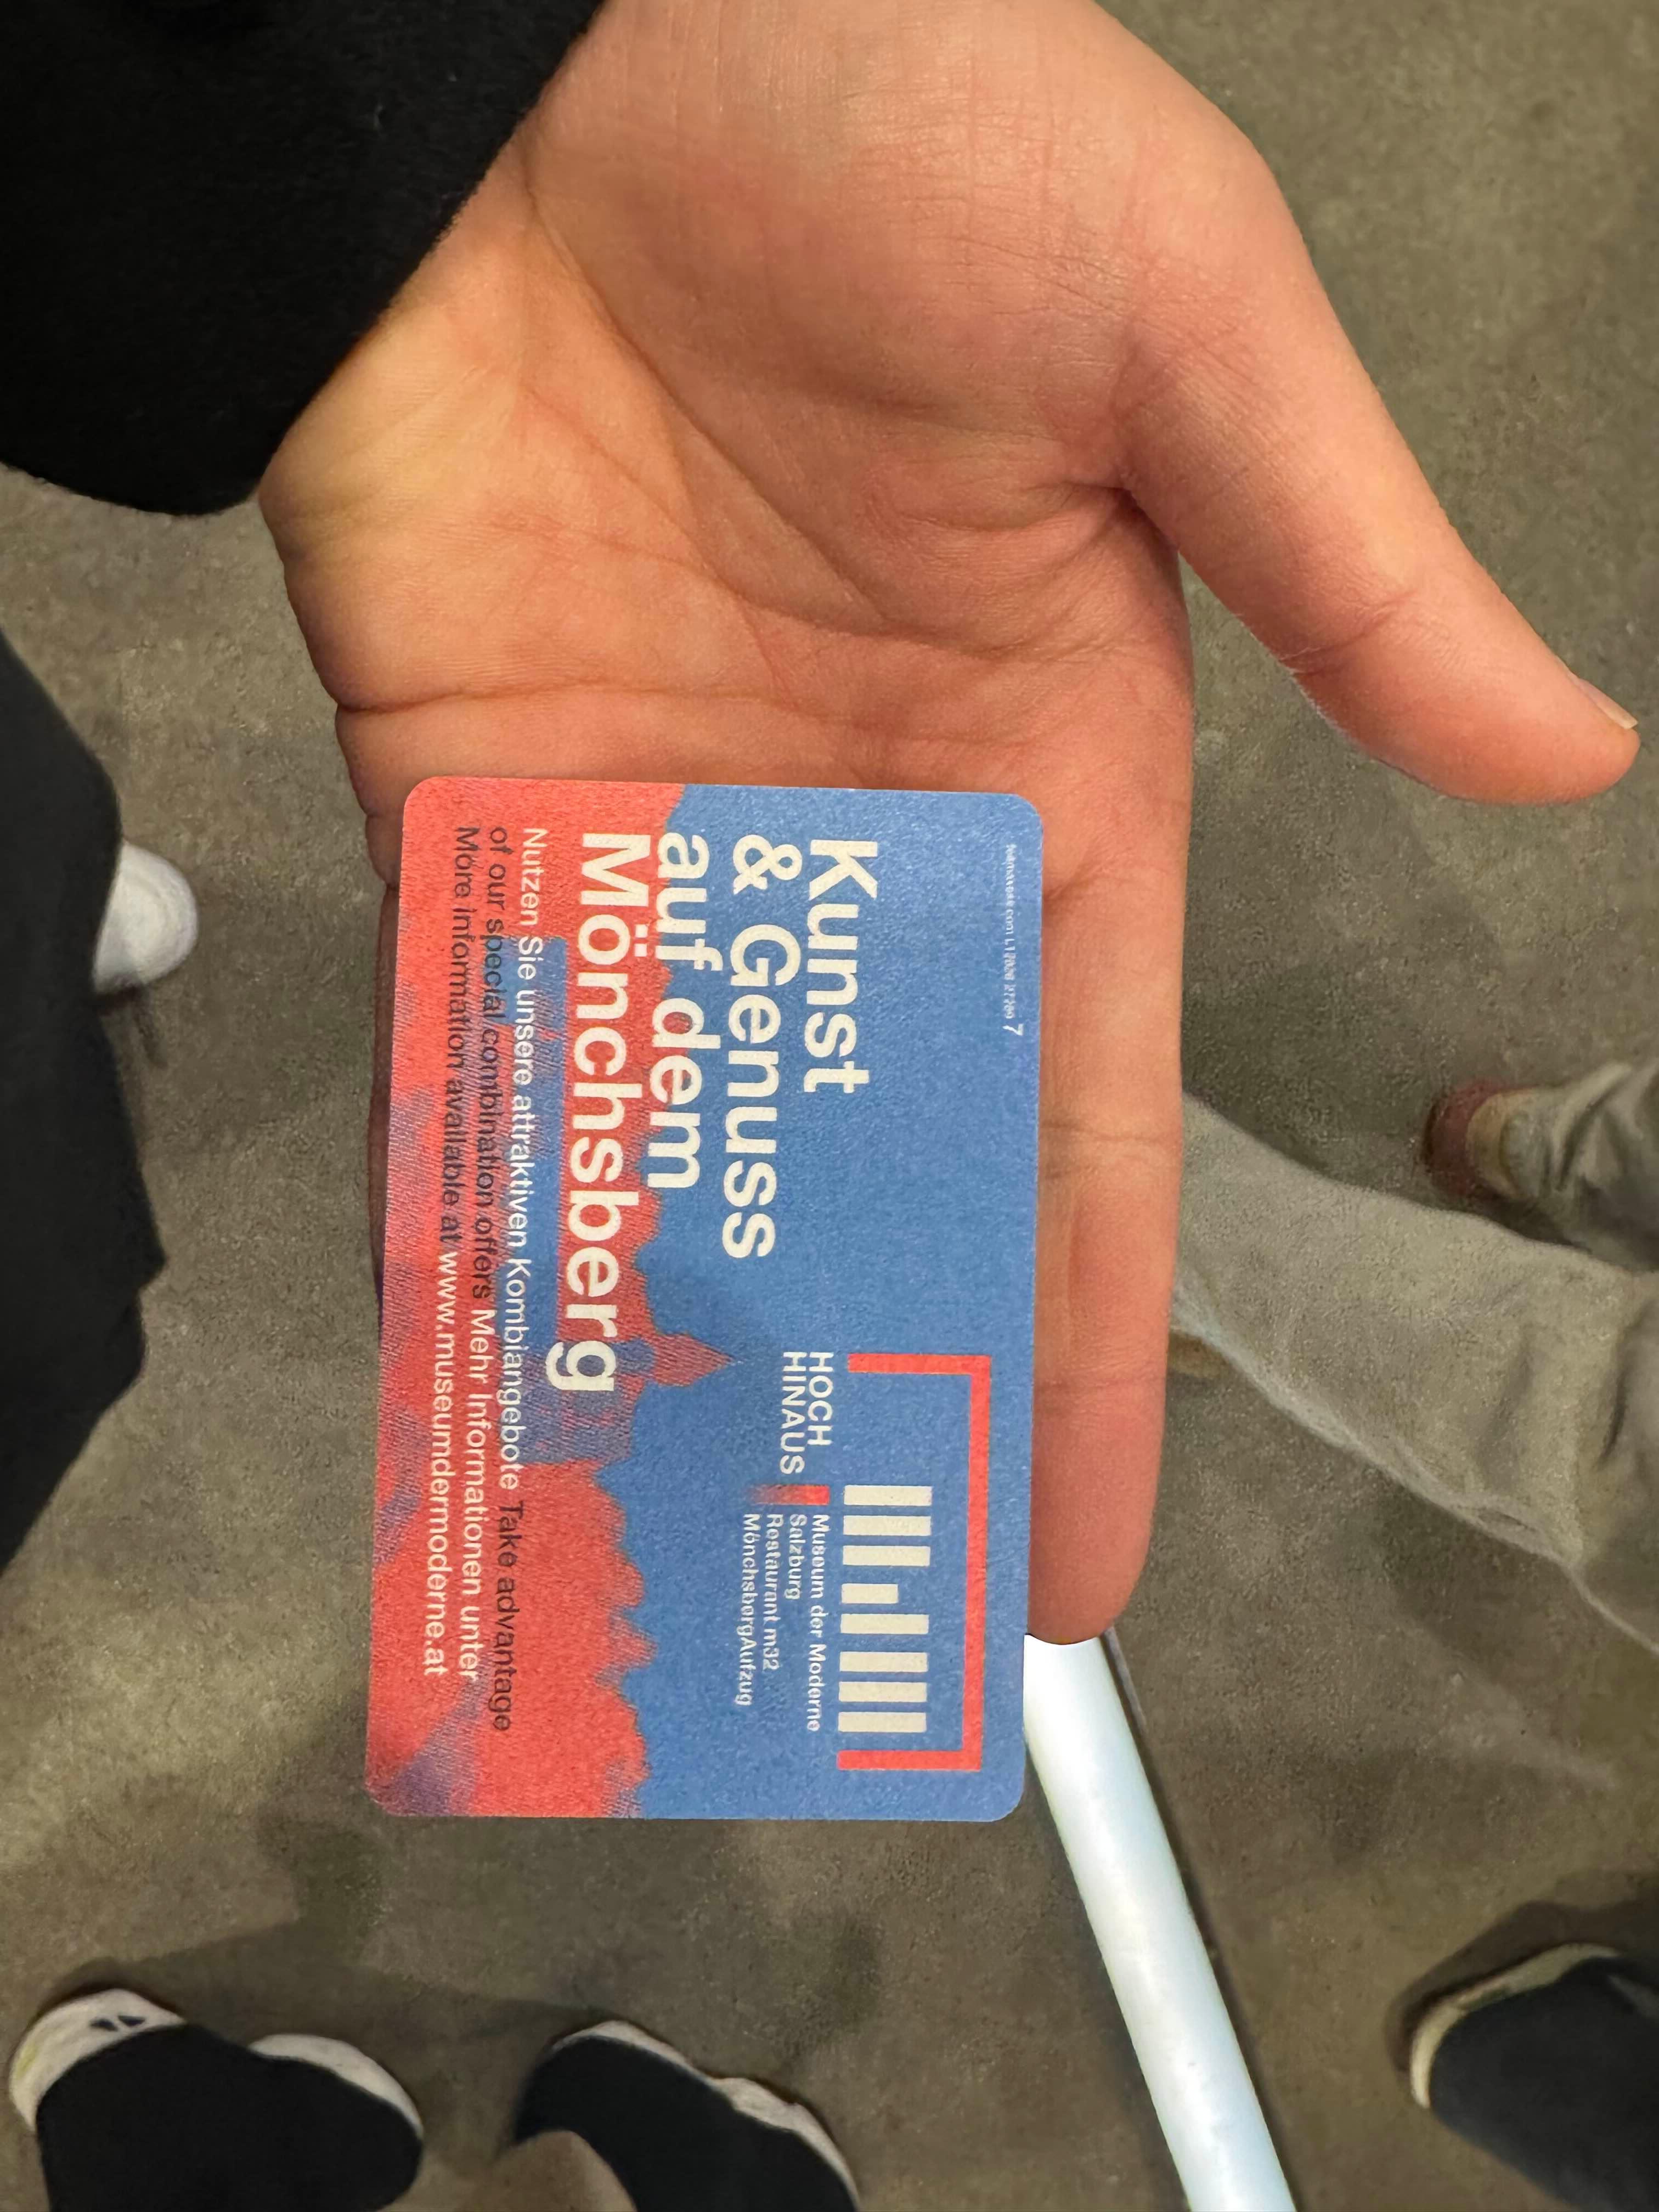 7
Kunst
& Genuss
auf dem
Mönchsberg
HOCH
HINAUS
Museum der Moderne
Salzburg
Restaurant m32
MönchsbergAufzug
Nutzen Sie unsere attraktiven Kombiangebote Take advantage
of our special combination offers Mehr Informationen unter
More information available at www.museumdermoderne.at